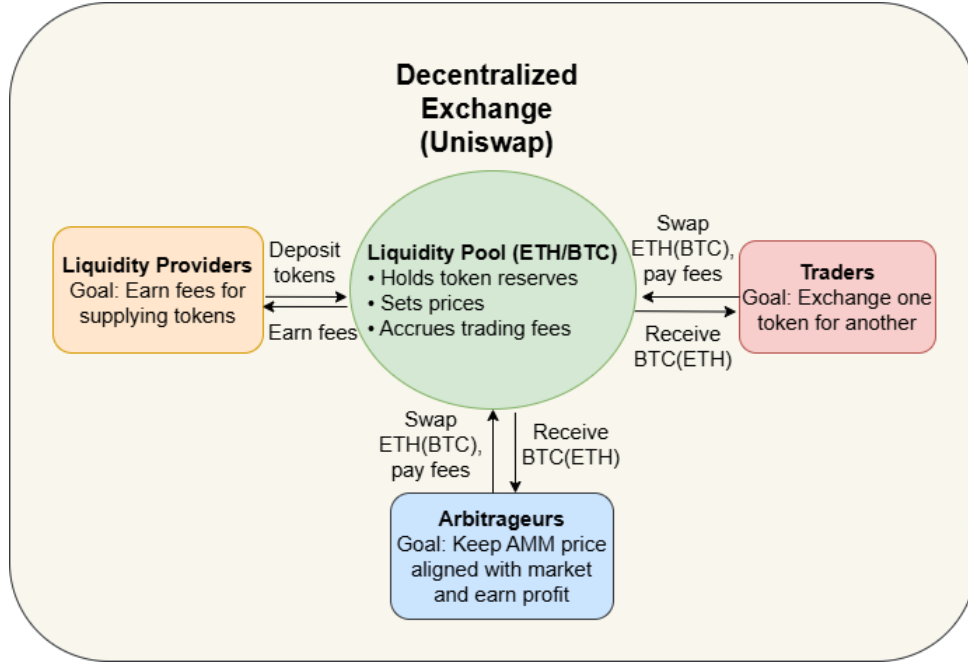 Decentralized
Exchange
(Uniswap)
Liquidity Providers
Goal: Earn fees for
supplying tokens
Deposit
tokens
Earn fees
Liquidity Pool (ETH/BTC)
• Holds token reserves
• Sets prices
• Accrues trading fees
Swap
ETH(BTC),
pay fees
Receive
BTC(ETH)
Traders
Goal: Exchange one
token for another
Swap
ETH(BTC),
pay fees
Receive
BTC(ETH)
Arbitrageurs
Goal: Keep AMM price
aligned with market
and earn profit